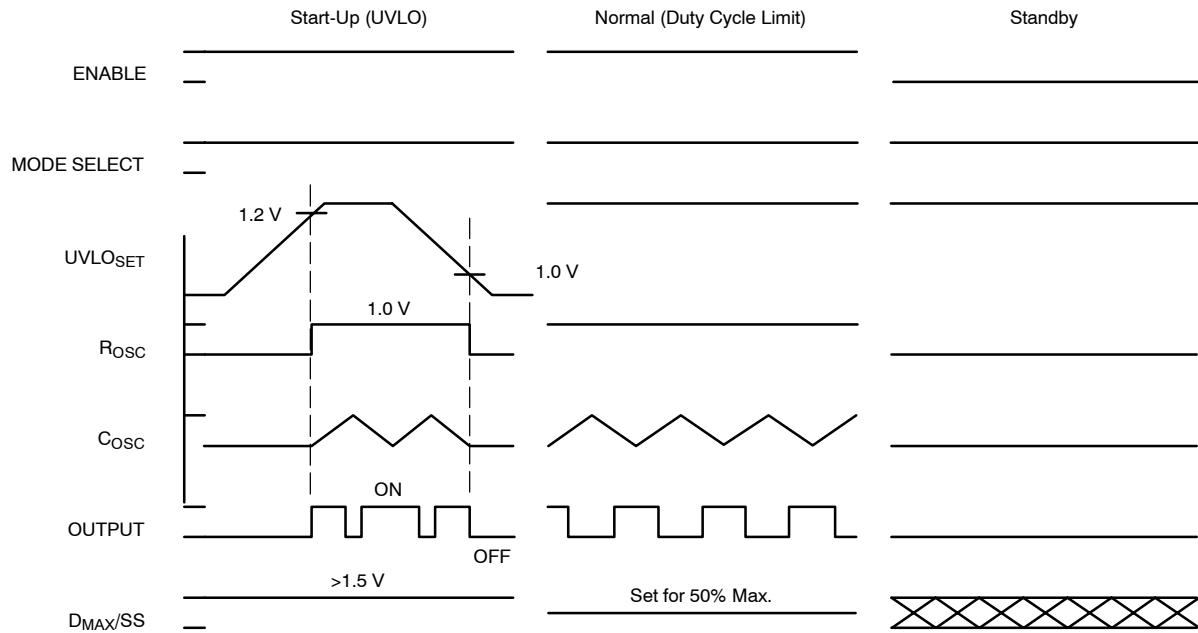 Start-Up (UVLO) Normal (Duty Cycle Limit) Standby
ENABLE
MODE SELECT
1.2 V
UVLOSET
1.0 V
1.0 V
ROSC
COSC
ON
OUTPUT
OFF
>1.5 V
Set for 50% Max.
DMAX/SS